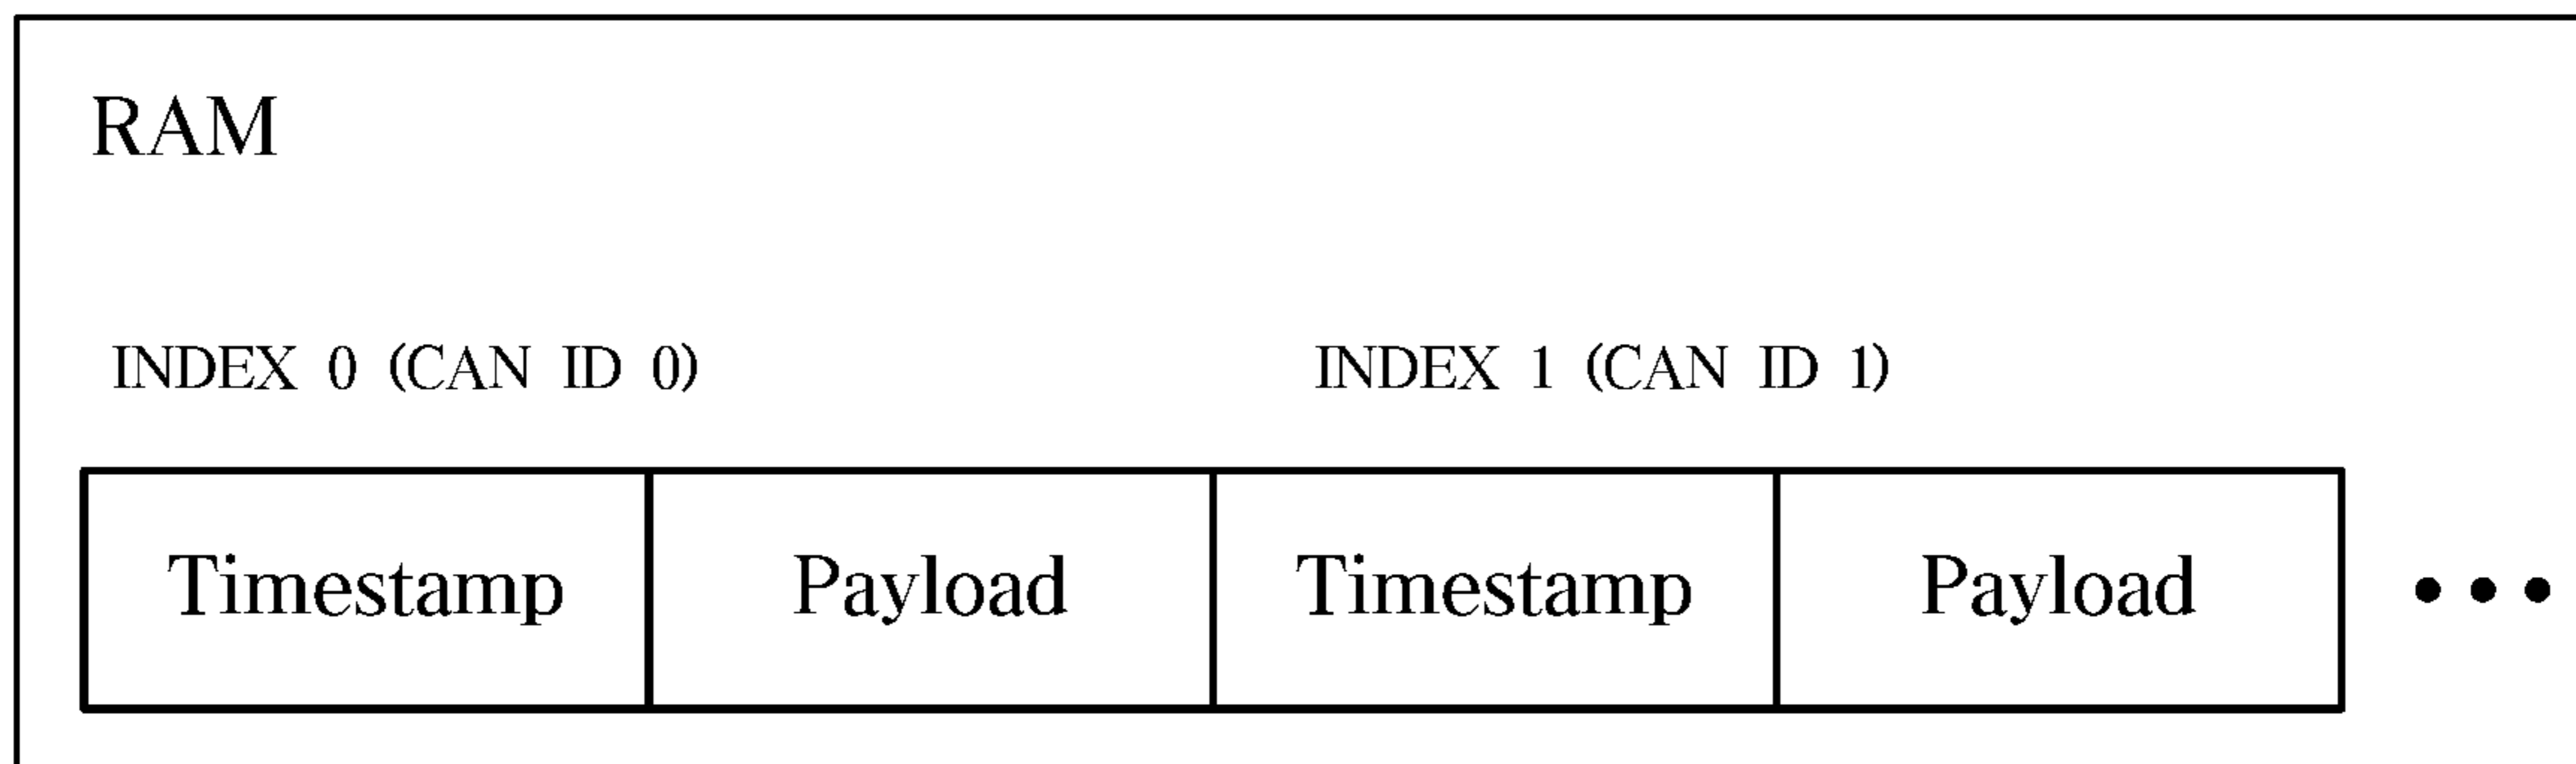 RAM
INDEX 0 (CAN ID 0) INDEX 1 (CAN ID 1)
Timestamp Payload Timestamp Payload •••